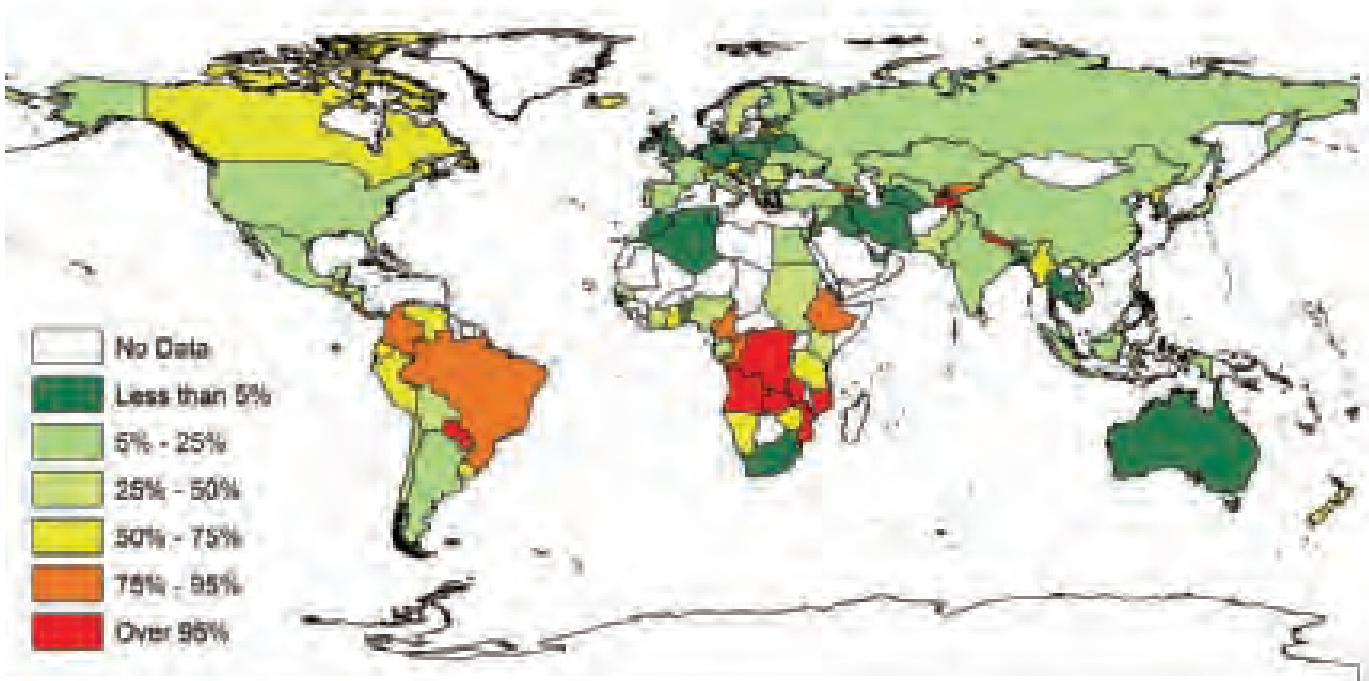 No Data
Less than 5%
5% - 25%
25% - 50%
50% - 75%
75% - 95%
Over 95%